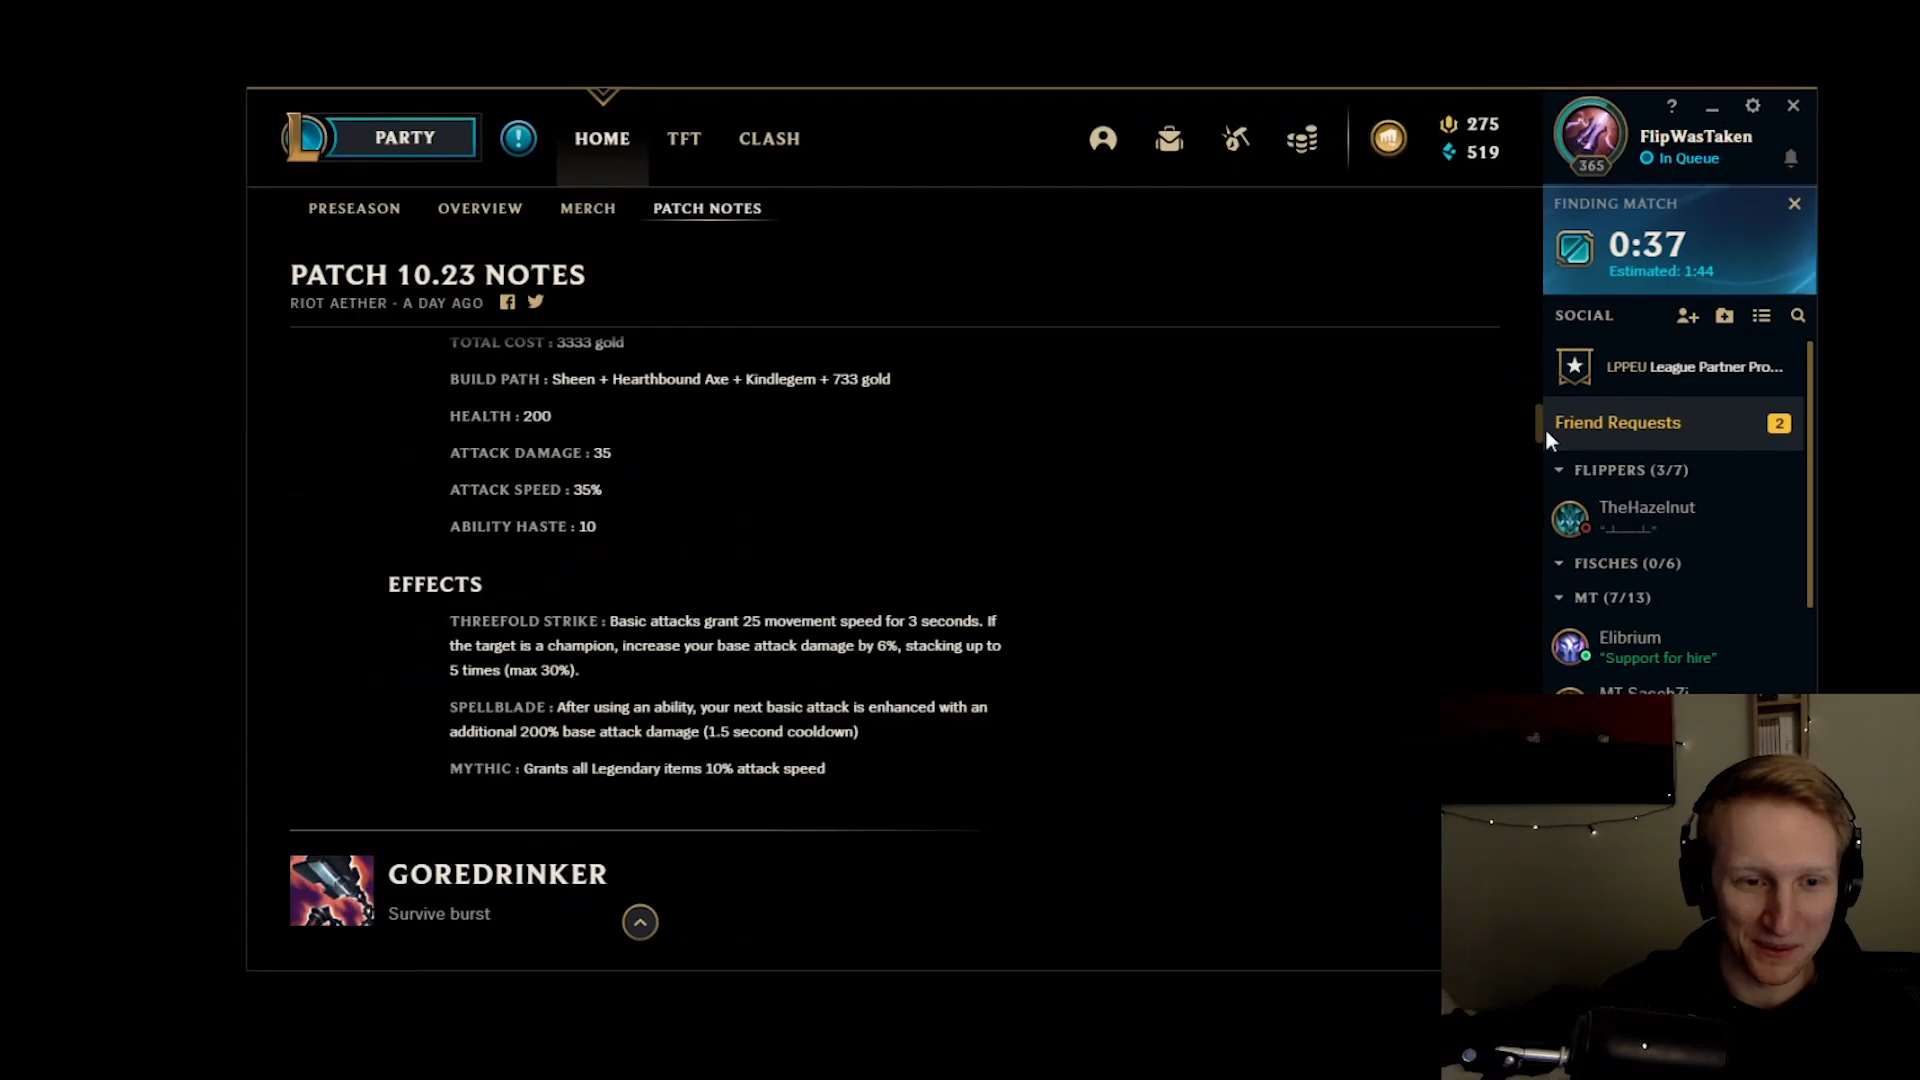 PARTY
HOME
TFT
CLASH
275
519
?
FlipWasTaken
In Queue
365
PRESEASON
OVERVIEW
MERCH
PATCH NOTES
FINDING MATCH
0:37
Estimated: 1:44
PATCH 10.23 NOTES
RIOT AETHER - A DAY AGO
SOCIAL
TOTAL COST : 3333 gold
BUILD PATH : Sheen + Hearthbound Axe + Kindlegem + 733 gold
HEALTH : 200
ATTACK DAMAGE : 35
ATTACK SPEED : 35%
ABILITY HASTE : 10
EFFECTS
THREEFOLD STRIKE : Basic attacks grant 25 movement speed for 3 seconds. If
the target is a champion, increase your base attack damage by 6%, stacking up to
5 times (max 30%).
SPELLBLADE : After using an ability, your next basic attack is enhanced with an
additional 200% base attack damage (1.5 second cooldown)
MYTHIC : Grants all Legendary items 10% attack speed
GOREDRINKER
Survive burst
LPPEU League Partner Pro...
Friend Requests
2
FLIPPERS (3/7)
TheHazelnut
FISCHES (0/6)
MT (7/13)
Elibrium
"Support for hire"